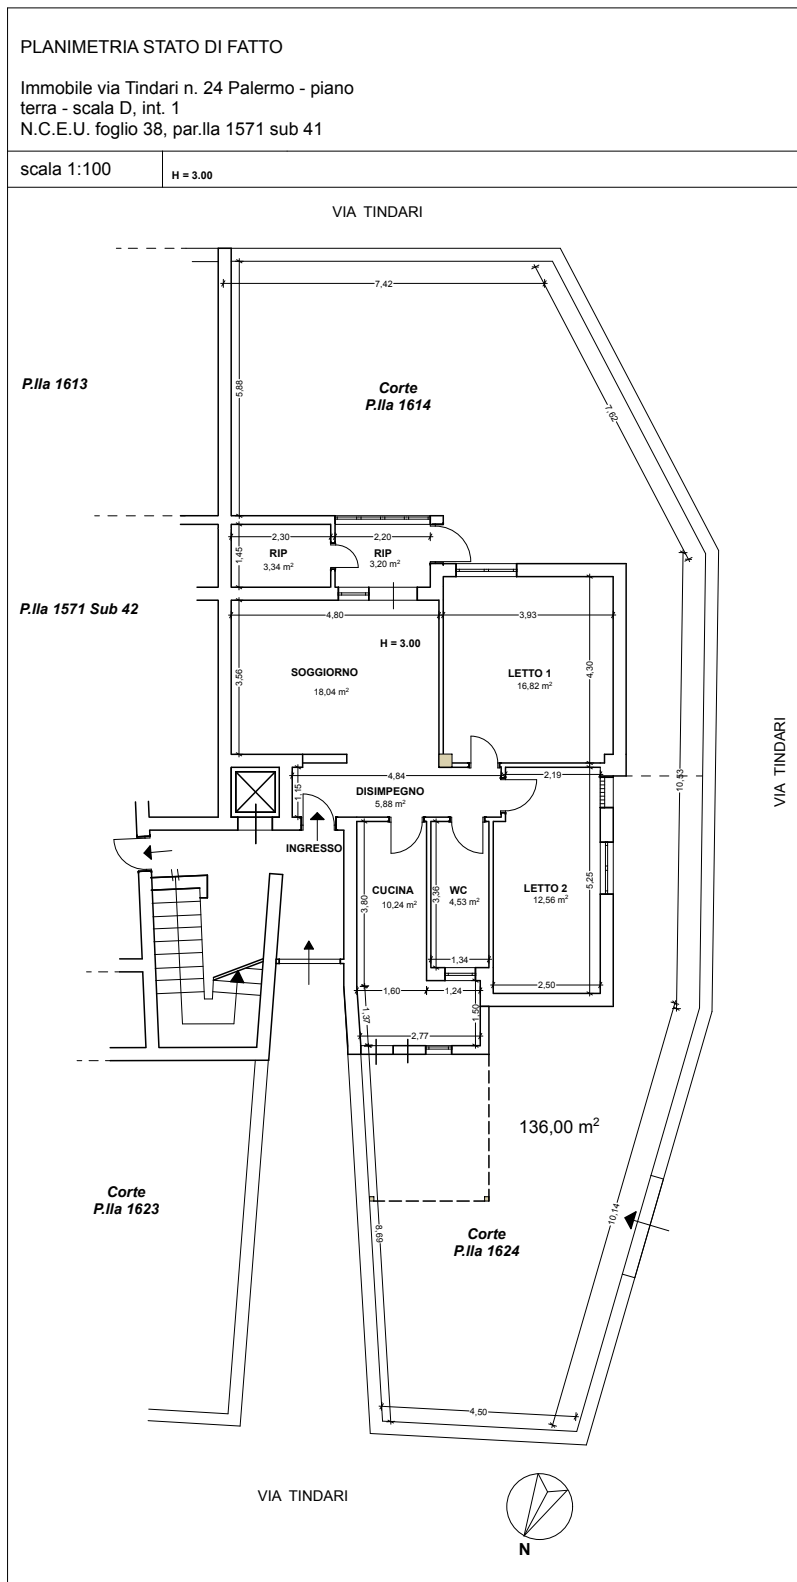 PLANIMETRIA STATO DI FATTO
Immobile via Tindari n. 24 Palermo - piano
terra - scala D, int. 1
N.C.E.U. foglio 38, par.lla 1571 sub 41
scala 1:100
H = 3.00
VIA TINDARI
7,42
P.lla 1613
5,88
Corte
P.lla 1614
7,62
2,30
2,20
1,45
RIP
3,34 m²
RIP
3,20 m²
P.lla 1571 Sub 42
4,80
3,93
H = 3.00
3,56
SOGGIORNO
18,04 m²
LETTO 1
16,82 m²
4,30
VIA TINDARI
4,84
2,19
10,53
1,15
DISIMPEGNO
5,88 m²
INGRESSO
CUCINA
10,24 m²
WC
4,53 m²
LETTO 2
12,56 m²
3,80
3,36
5,25
1,34
1,60
1,24
2,50
1,37
1,50
2,77
136,00 m²
Corte
P.lla 1623
10,14
8,69
Corte
P.lla 1624
4,50
VIA TINDARI
N